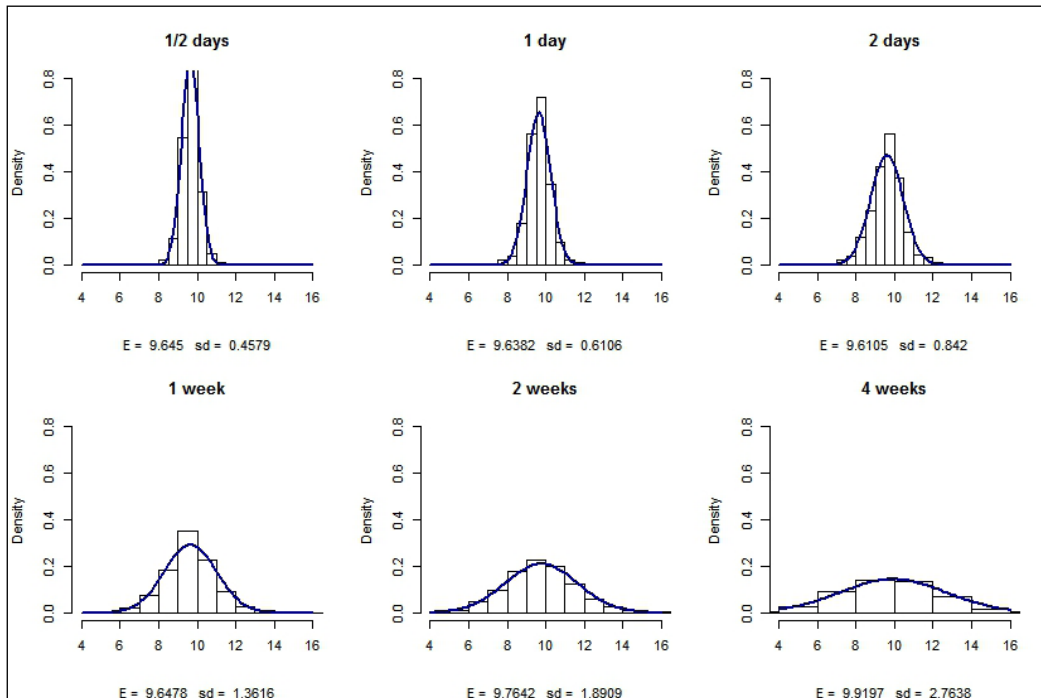 1/2 days
Density
0.0 0.2 0.4 0.6 0.8
4 6 8 10 12 14 16
E = 9.645 sd = 0.4579
1 day
Density
0.0 0.2 0.4 0.6 0.8
4 6 8 10 12 14 16
E = 9.6382 sd = 0.6106
2 days
Density
0.0 0.2 0.4 0.6 0.8
4 6 8 10 12 14 16
E = 9.6105 sd = 0.842
1 week
Density
0.0 0.2 0.4 0.6 0.8
4 6 8 10 12 14 16
E = 9.6478 sd = 1.3616
2 weeks
Density
0.0 0.2 0.4 0.6 0.8
4 6 8 10 12 14 16
E = 9.7642 sd = 1.8909
4 weeks
Density
0.0 0.2 0.4 0.6 0.8
4 6 8 10 12 14 16
E = 9.9197 sd = 2.7638